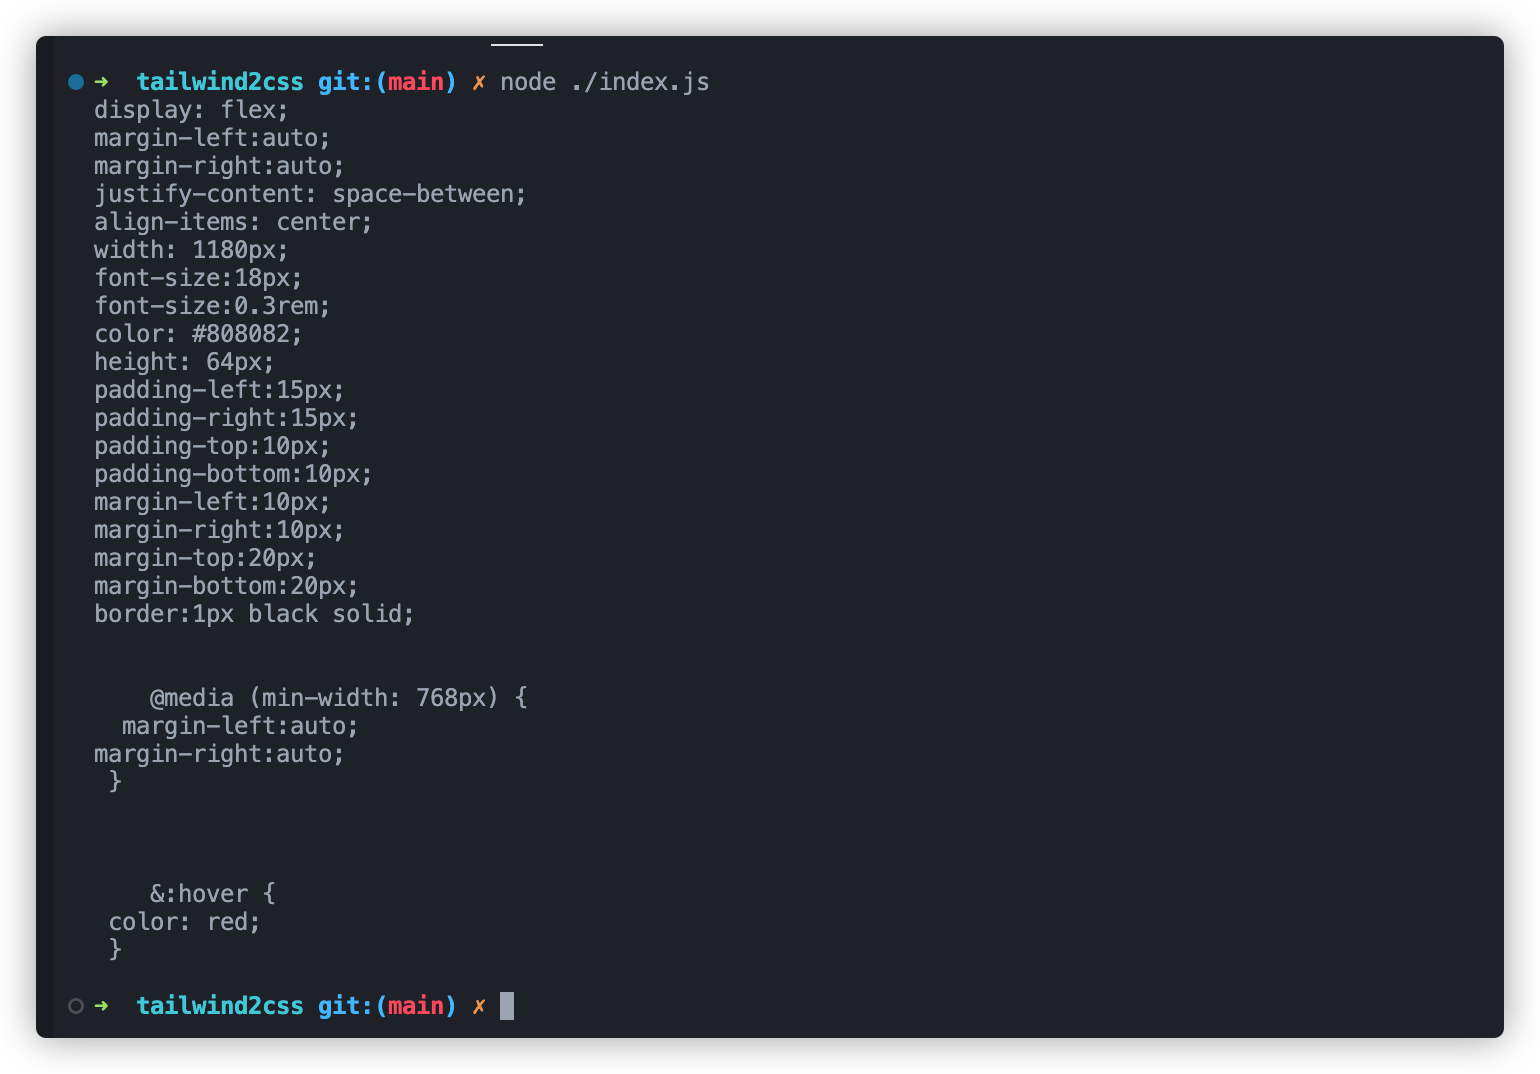 ➜  tailwind2css git:(main) ✗ node ./index.js
display: flex;
margin-left:auto;
margin-right:auto;
justify-content: space-between;
align-items: center;
width: 1180px;
font-size:18px;
font-size:0.3rem;
color: #808082;
height: 64px;
padding-left:15px;
padding-right:15px;
padding-top:10px;
padding-bottom:10px;
margin-left:10px;
margin-right:10px;
margin-top:20px;
margin-bottom:20px;
border:1px black solid;
    @media (min-width: 768px) {
  margin-left:auto;
margin-right:auto;
 }
    &:hover {
 color: red;
 }
➜  tailwind2css git:(main) ✗